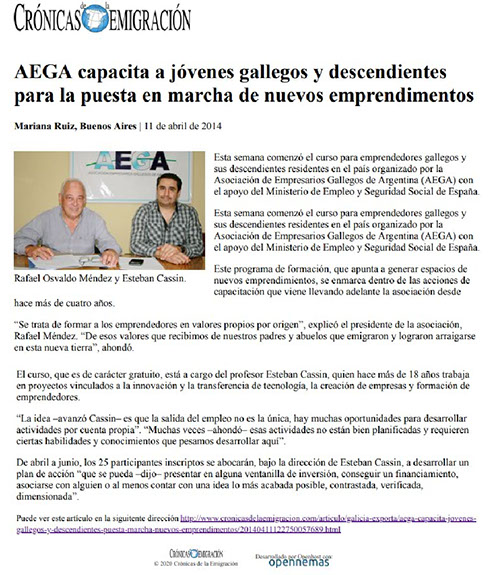 CRÓNICAS de la EMIGRACIÓN
AEGA capacita a jóvenes gallegos y descendientes
para la puesta en marcha de nuevos emprendimentos
Mariana Ruiz, Buenos Aires | 11 de abril de 2014
AEGA
Rafael Osvaldo Méndez y Esteban Cassin.
Esta semana comenzó el curso para emprendedores gallegos y
sus descendientes residentes en el país organizado por la
Asociación de Empresarios Gallegos de Argentina (AEGA) con
el apoyo del Ministerio de Empleo y Seguridad Social de España.
Esta semana comenzó el curso para emprendedores gallegos y
sus descendientes residentes en el país organizado por la
Asociación de Empresarios Gallegos de Argentina (AEGA) con
el apoyo del Ministerio de Empleo y Seguridad Social de España.
Este programa de formación, que apunta a generar espacios de
nuevos emprendimientos, se enmarca dentro de las acciones de
capacitación que viene llevando adelante la asociación desde
hace más de cuatro años.
“Se trata de formar a los emprendedores en valores propios por origen”, explicó el presidente de la asociación,
Rafael Méndez. “De esos valores que recibimos de nuestros padres y abuelos que emigraron y lograron arraigarse
en esta nueva tierra”, ahondó.
El curso, que es de carácter gratuito, está a cargo del profesor Esteban Cassin, quien hace más de 18 años trabaja
en proyectos vinculados a la innovación y la transferencia de tecnología, la creación de empresas y formación de
emprendedores.
“La idea –avanzó Cassin– es que la salida del empleo no es la única, hay muchas oportunidades para desarrollar
actividades por cuenta propia”. “Muchas veces –ahondó– esas actividades no están bien planificadas y requieren
ciertas habilidades y conocimientos que pesamos desarrollar aquí”.
De abril a junio, los 25 participantes inscriptos se abocarán, bajo la dirección de Esteban Cassin, a desarrollar un
plan de acción “que se pueda –dijo– presentar en alguna ventanilla de inversión, conseguir un financiamiento,
asociarse con alguien o al menos contar con una idea lo más acabada posible, contrastada, verificada,
dimensionada”.
Puede ver este artículo en la siguiente dirección http://www.cronicasdelaemigracion.com/articulo/galicia-exporta/aega-capacita-jovenes-
gallegos-y-descendientes-puesta-marcha-nuevos-emprendimentos/20140411122750057689.html
CRÓNICAS de la EMIGRACIÓN
© 2020 Crónicas de la Emigración
Desarrollado por Openhost con
opennemas